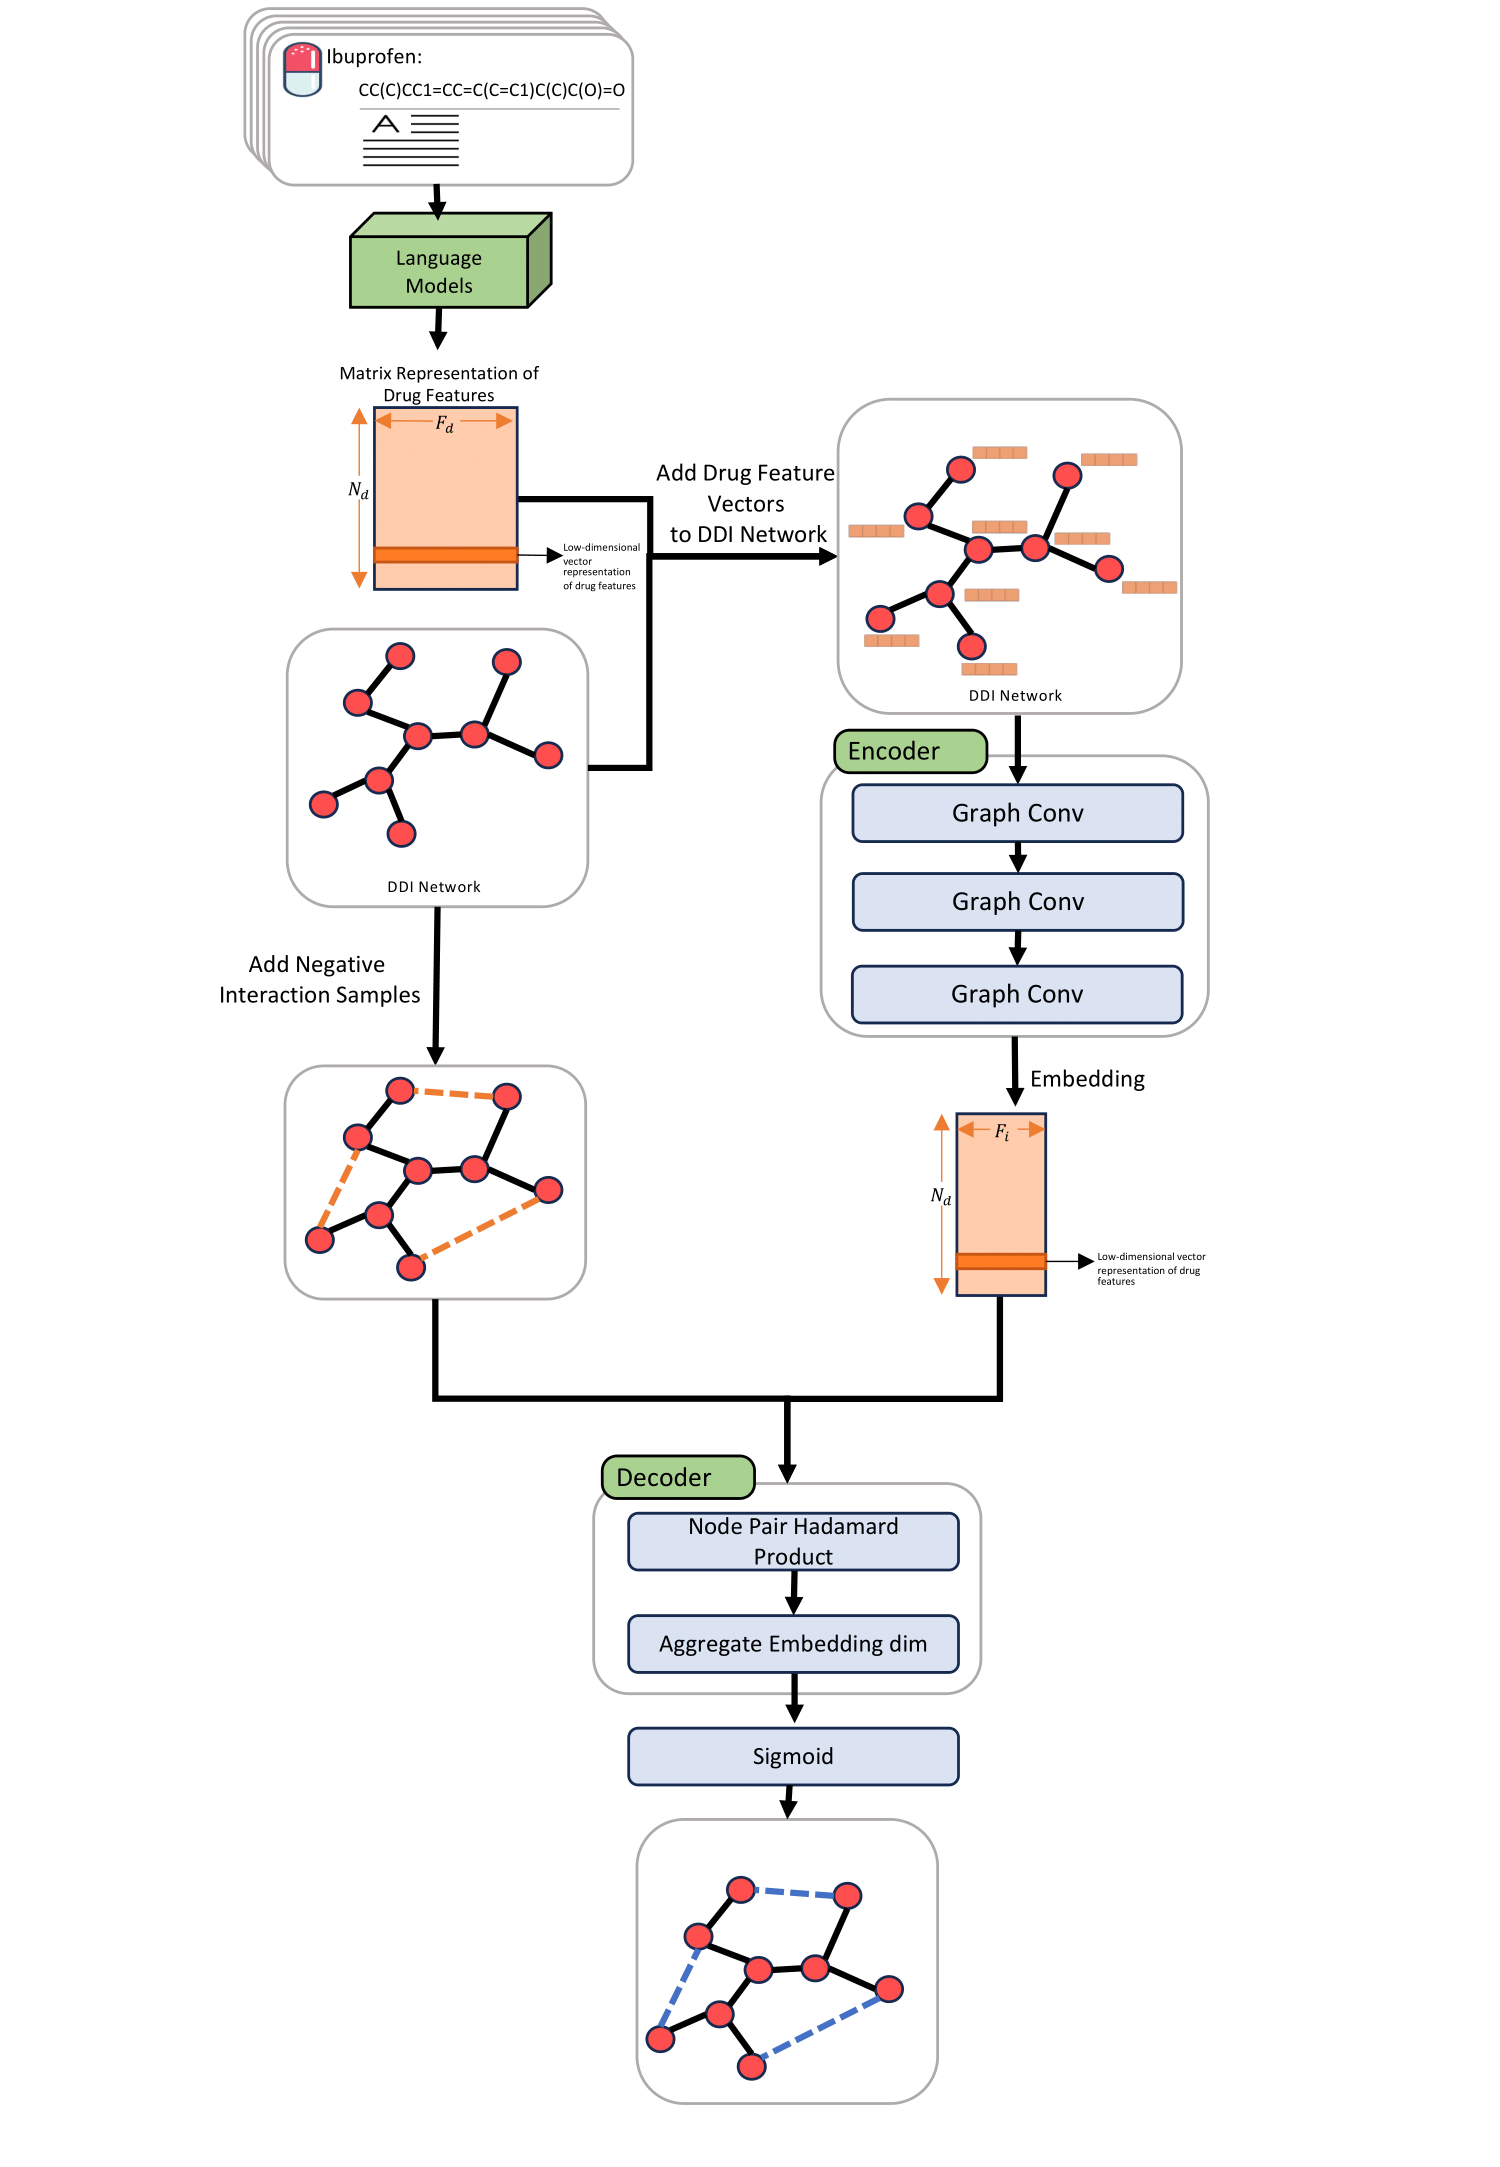 Ibuprofen:
CC(C)CC1=CC=C(C=C1)C(C)C(O)=O
A
Language
Models
Matrix Representation of
Drug Features
F_d
N_d
Low-dimensional
vector
representation
of drug features
Add Drug Feature
Vectors
to DDI Network
DDI Network
DDI Network
Encoder
Graph Conv
Graph Conv
Graph Conv
Add Negative
Interaction Samples
Embedding
F_i
N_d
Low-dimensional vector
representation of drug
features
Decoder
Node Pair Hadamard
Product
Aggregate Embedding dim
Sigmoid